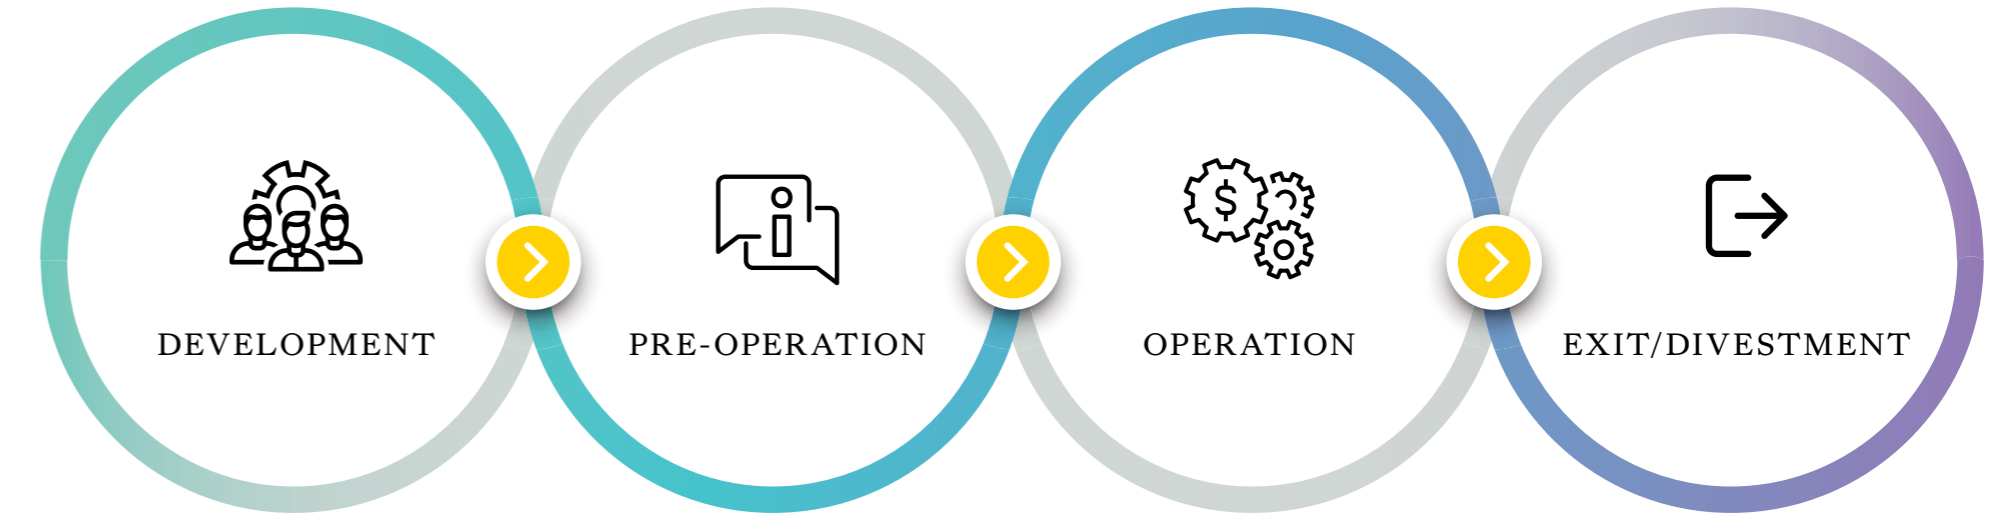 DEVELOPMENT
PRE-OPERATION
$
OPERATION
EXIT/DIVESTMENT